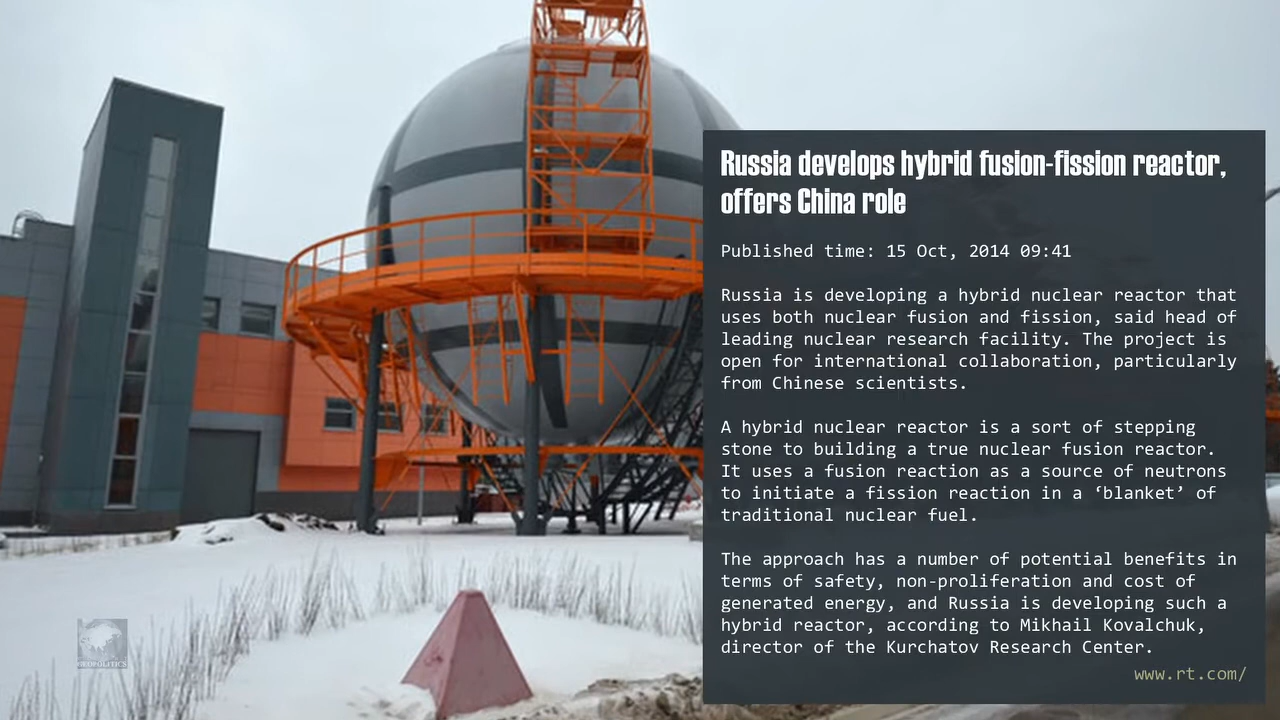 Russia develops hybrid fusion-fission reactor,
offers China role
Published time: 15 Oct, 2014 09:41
Russia is developing a hybrid nuclear reactor that
uses both nuclear fusion and fission, said head of
leading nuclear research facility. The project is
open for international collaboration, particularly
from Chinese scientists.
A hybrid nuclear reactor is a sort of stepping
stone to building a true nuclear fusion reactor.
It uses a fusion reaction as a source of neutrons
to initiate a fission reaction in a ‘blanket’ of
traditional nuclear fuel.
The approach has a number of potential benefits in
terms of safety, non-proliferation and cost of
generated energy, and Russia is developing such a
hybrid reactor, according to Mikhail Kovalchuk,
director of the Kurchatov Research Center.
www.rt.com/
GEOPOLITICS